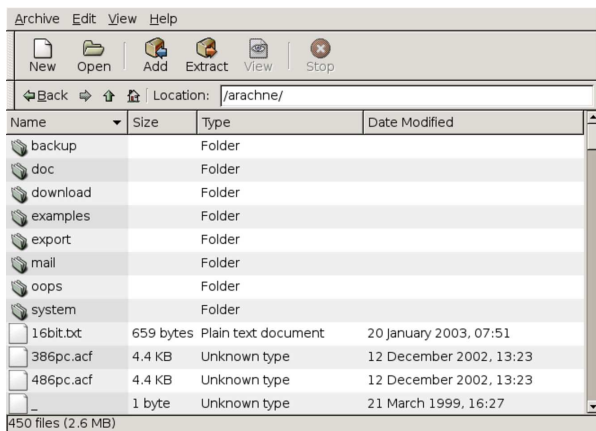 Archive Edit View Help
New Open Add Extract View Stop
Back Location: /arachne/
Name Size Type Date Modified
backup Folder
doc Folder
download Folder
examples Folder
export Folder
mail Folder
oops Folder
system Folder
16bit.txt 659 bytes Plain text document 20 January 2003, 07:51
386pc.acf 4.4 KB Unknown type 12 December 2002, 13:23
486pc.acf 4.4 KB Unknown type 12 December 2002, 13:23
_ 1 byte Unknown type 21 March 1999, 16:27
450 files (2.6 MB)